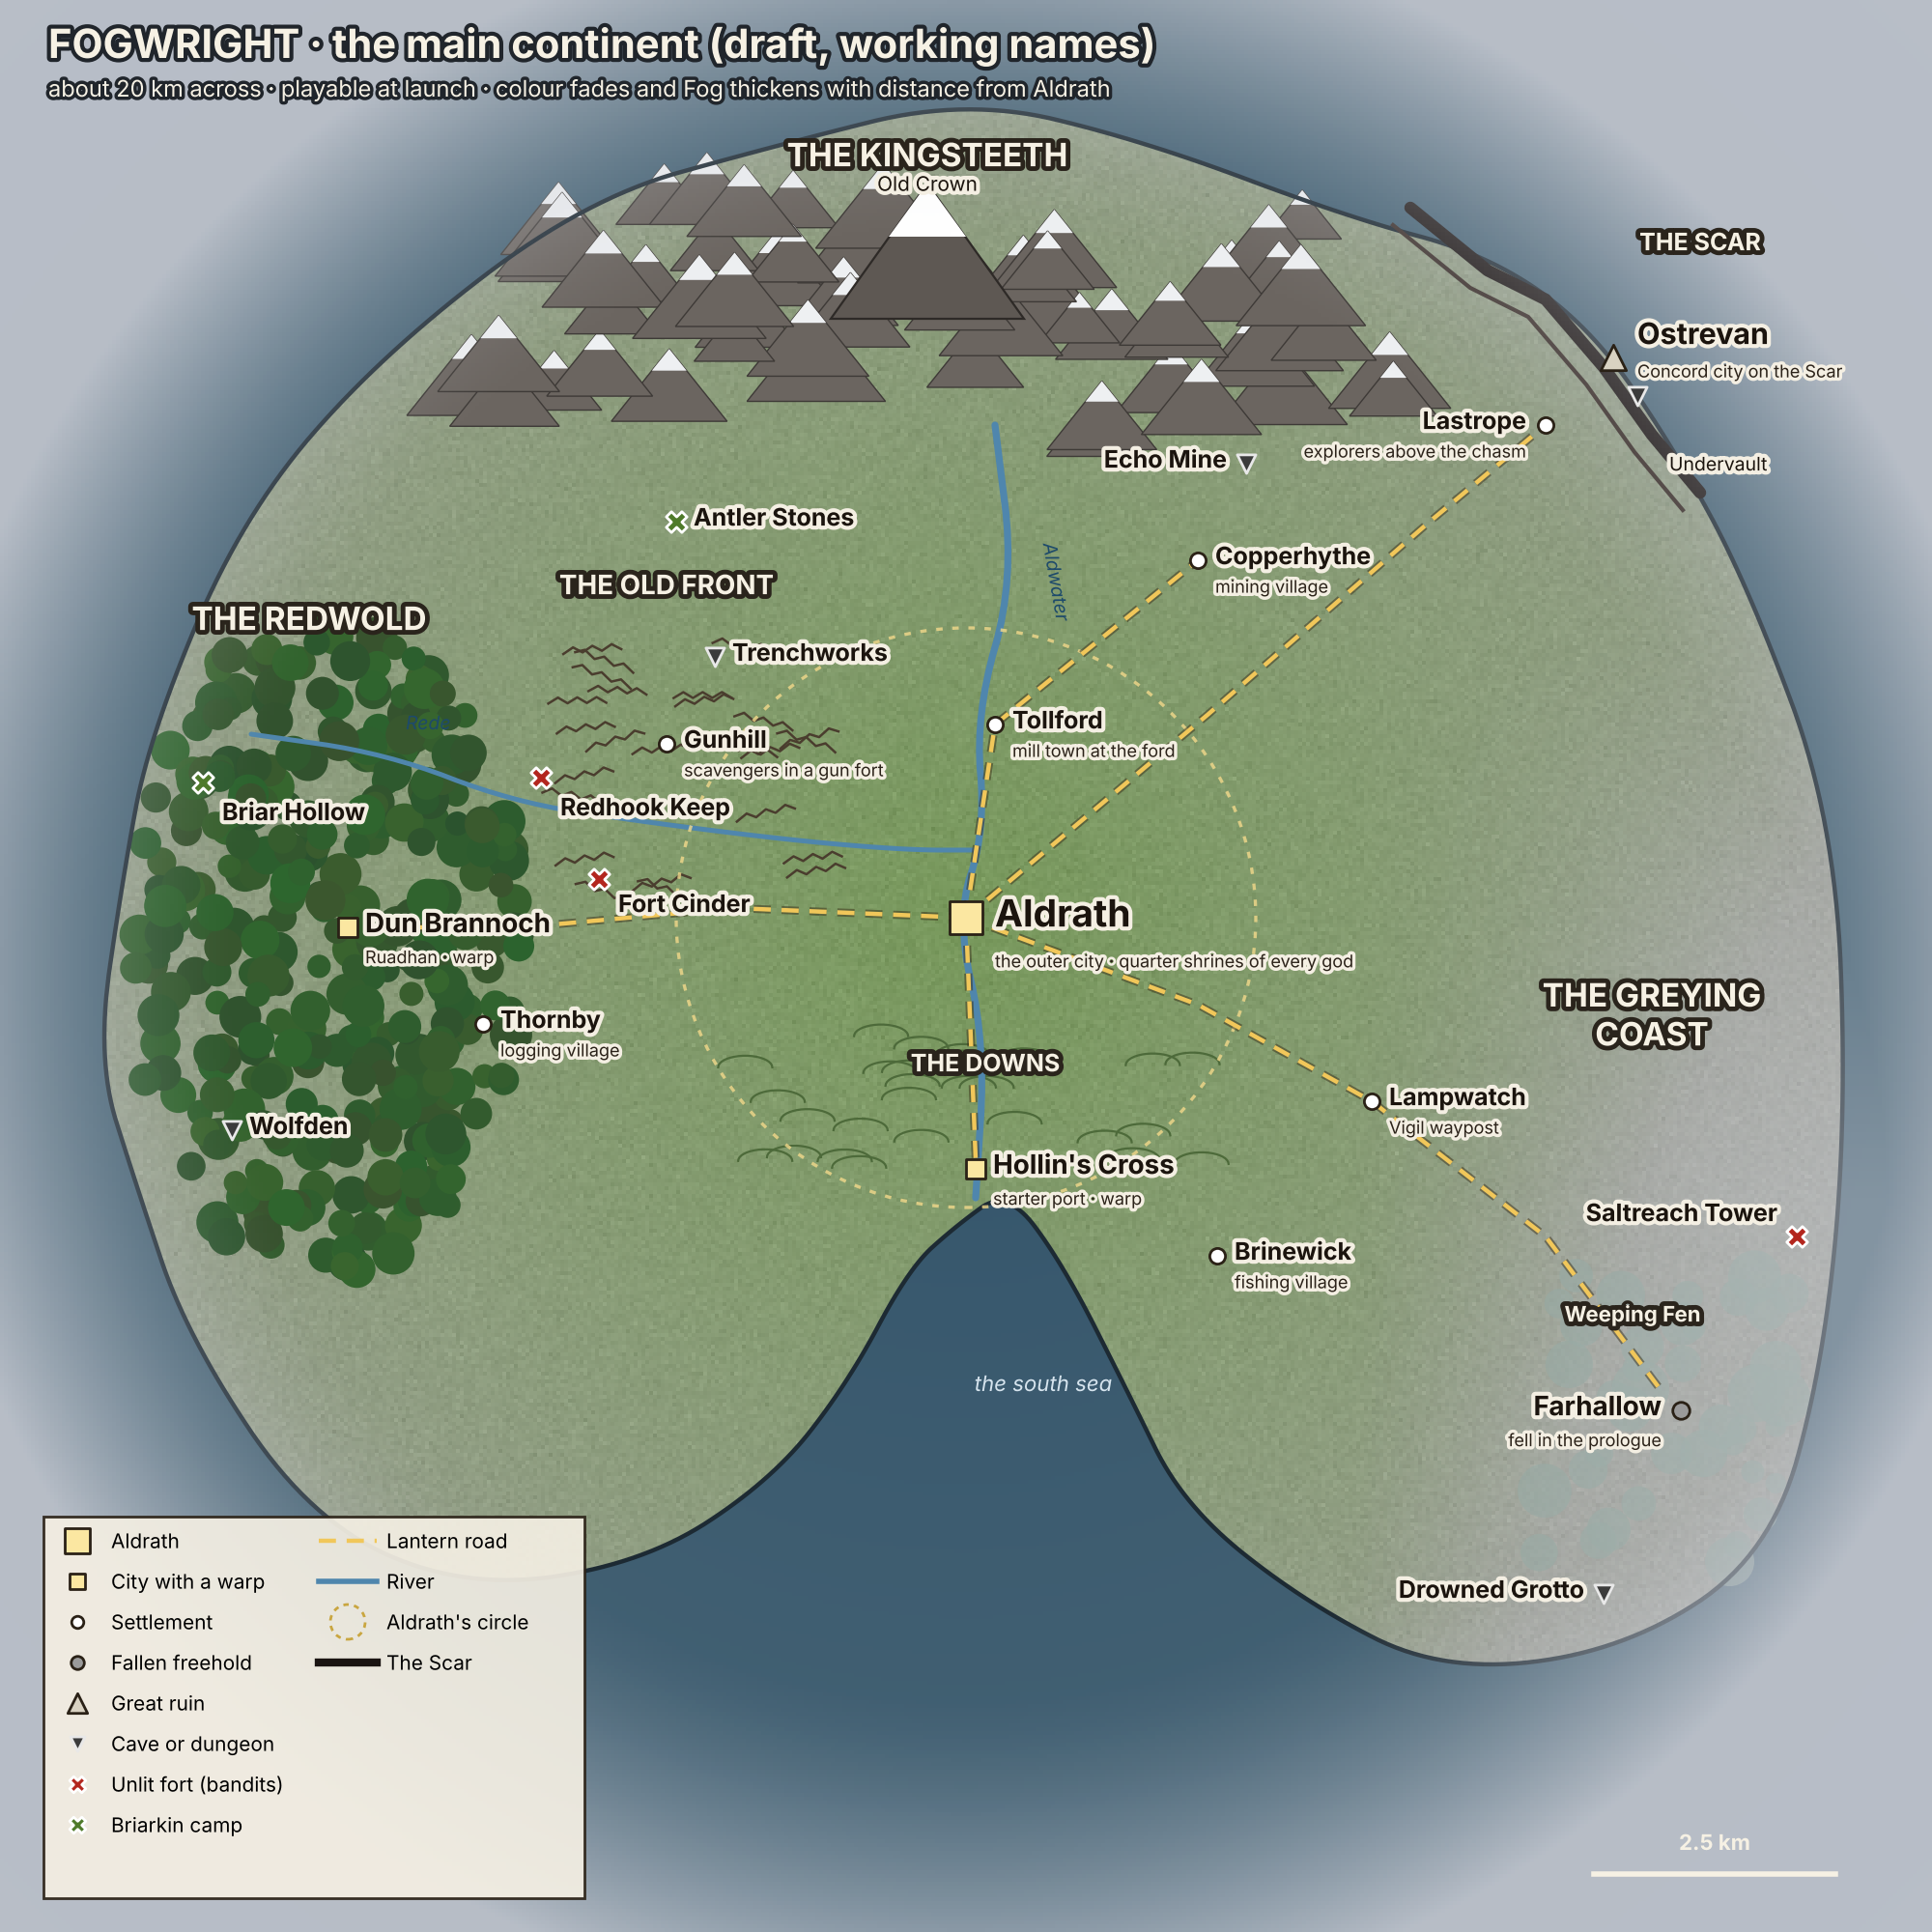 FOGWRIGHT • the main continent (draft, working names)
about 20 km across • playable at launch • colour fades and Fog thickens with distance from Aldrath
THE KINGSTEETH
Old Crown
THE SCAR
Ostrevan
Concord city on the Scar
Lastrope
explorers above the chasm
Echo Mine
Undervault
Antler Stones
Aldwater
Copperhythe
mining village
THE OLD FRONT
THE REDWOLD
Trenchworks
Rede
Tollford
mill town at the ford
Gunhill
scavengers in a gun fort
Briar Hollow
Redhook Keep
Fort Cinder
Dun Brannoch
Ruadhan • warp
Aldrath
the outer city • quarter shrines of every god
THE GREYING
COAST
Thornby
logging village
THE DOWNS
Lampwatch
Vigil waypost
Wolfden
Hollin's Cross
starter port • warp
Saltreach Tower
Brinewick
fishing village
Weeping Fen
the south sea
Farhallow
fell in the prologue
Drowned Grotto
Aldrath
City with a warp
Settlement
Fallen freehold
Great ruin
Cave or dungeon
Unlit fort (bandits)
Briarkin camp
Lantern road
River
Aldrath's circle
The Scar
2.5 km